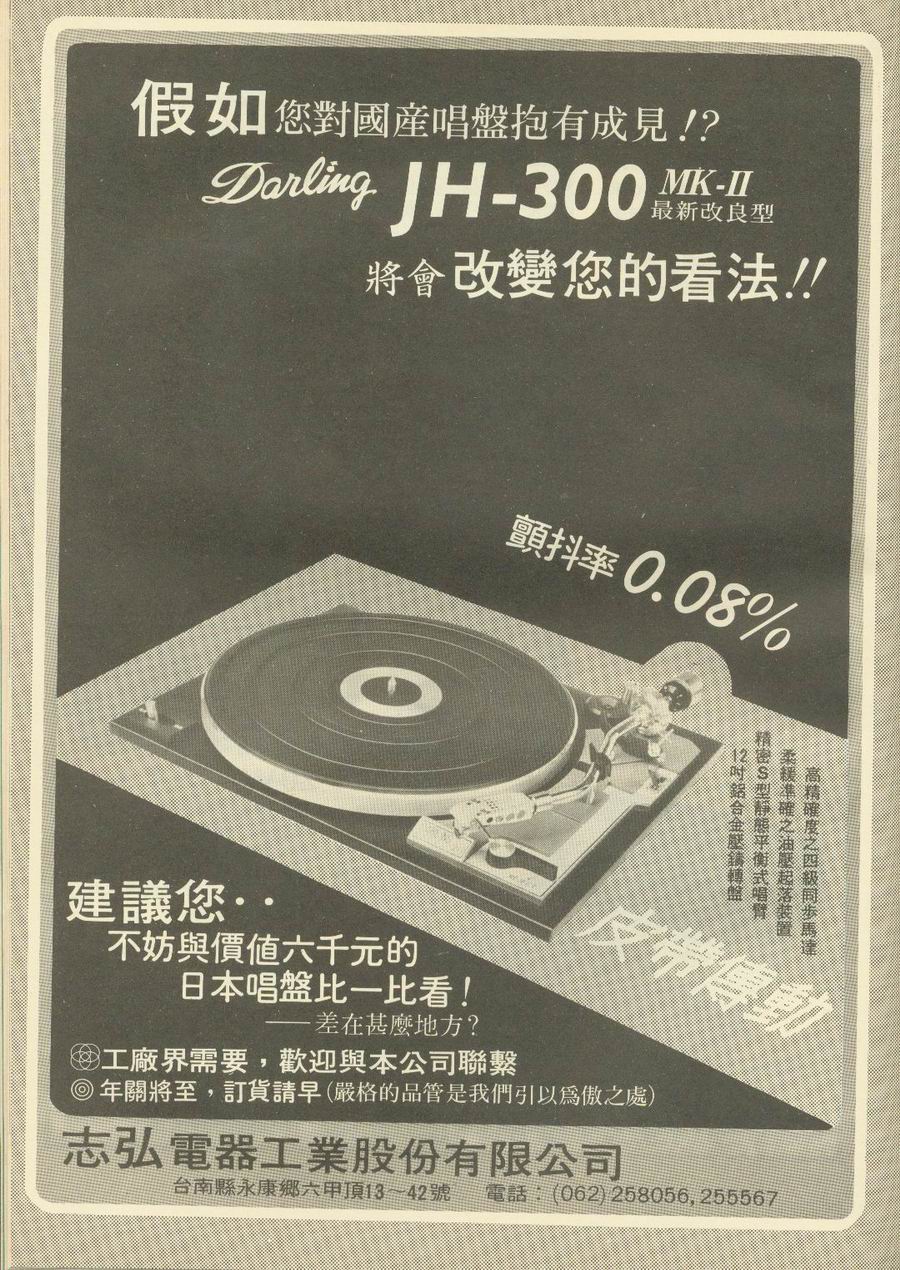 假如您對國産唱盤抱有成見!?
Darling JH-300 MK-II
最新改良型
將會改變您的看法!!
顫抖率0.08%
高精確度之四級同步馬達
柔緩準確之油壓起落裝置
精密S型靜態平衡式唱臂
12吋鋁合金壓鑄轉盤
皮帶傳動
建議您··
不妨與價値六千元的
日本唱盤比一比看!
——差在甚麼地方?
工廠界需要，歡迎與本公司聯繫
◎年關將至，訂貨請早(嚴格的品管是我們引以爲傲之處)
志弘電器工業股份有限公司
台南縣永康鄉六甲頂13～42號 電話：(062)258056,255567